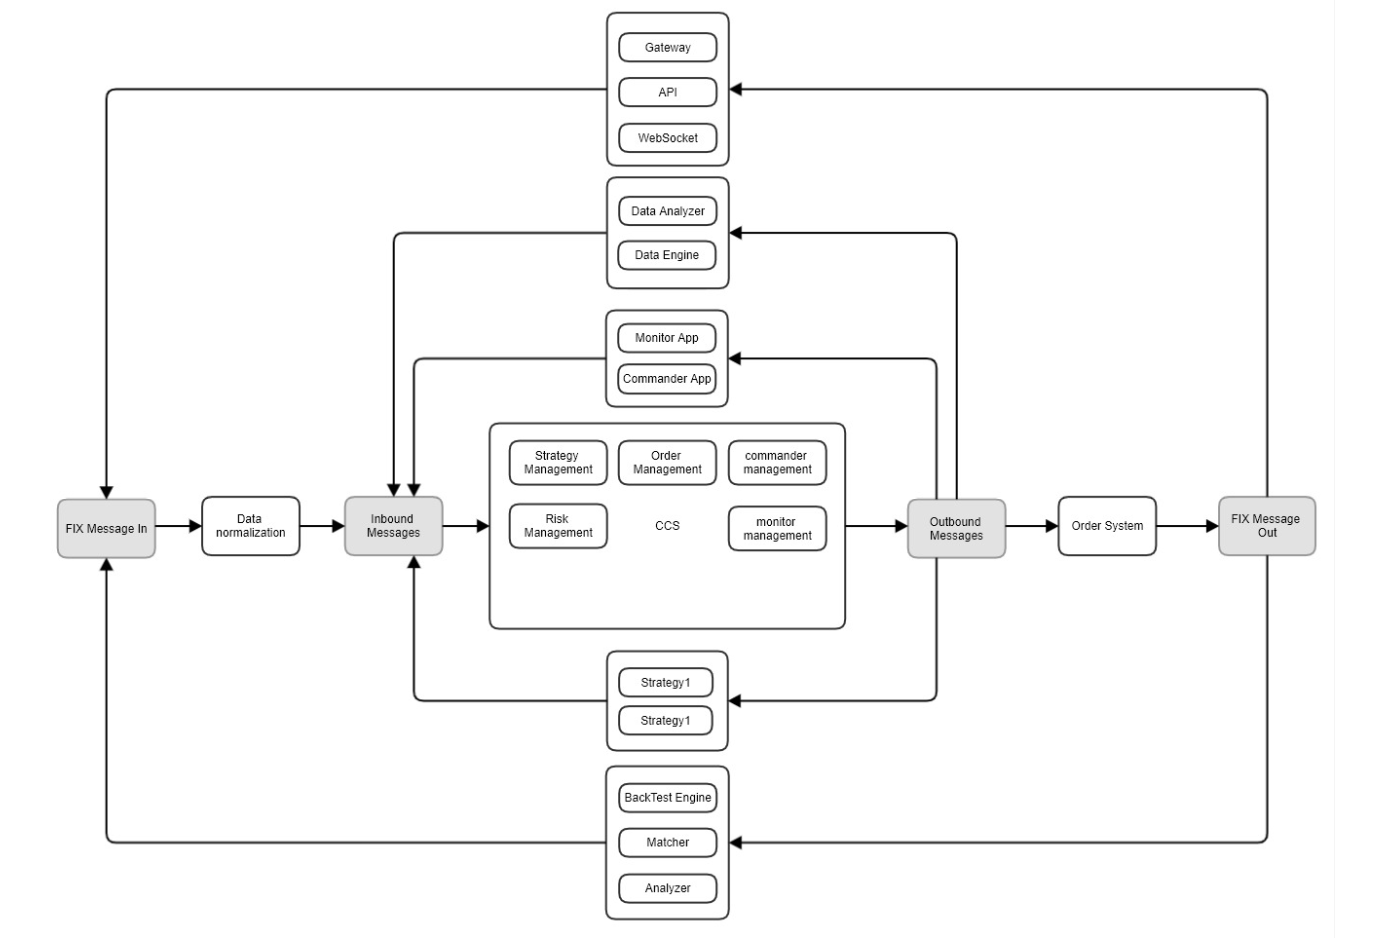 Gateway
API
WebSocket
Data Analyzer
Data Engine
Monitor App
Commander App
Strategy
Management
Order
Management
commander
management
Risk
Management
CCS
monitor
management
FIX Message In
Data
normalization
Inbound
Messages
Outbound
Messages
Order System
FIX Message
Out
Strategy1
Strategy1
BackTest Engine
Matcher
Analyzer